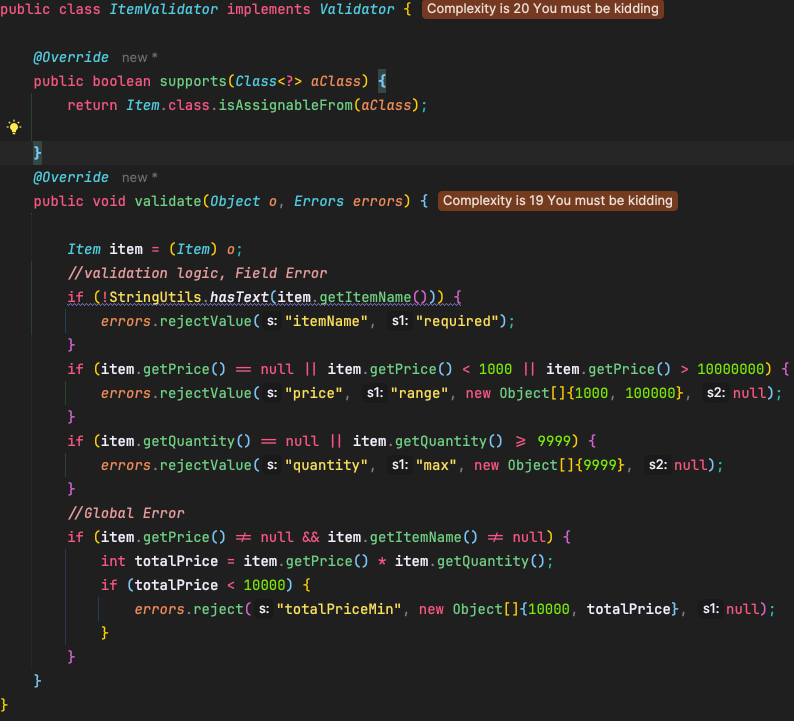 public class ItemValidator implements Validator { Complexity is 20 You must be kidding
@Override new *
public boolean supports(Class<?> aClass) {
return Item.class.isAssignableFrom(aClass);
}
@Override new *
public void validate(Object o, Errors errors) { Complexity is 19 You must be kidding
Item item = (Item) o;
//validation logic, Field Error
if (!StringUtils.hasText(item.getItemName())) {
errors.rejectValue( s: "itemName", s1: "required");
}
if (item.getPrice() == null || item.getPrice() < 1000 || item.getPrice() > 10000000) {
errors.rejectValue( s: "price", s1: "range", new Object[]{1000, 100000}, s2: null);
}
if (item.getQuantity() == null || item.getQuantity() >= 9999) {
errors.rejectValue( s: "quantity", s1: "max", new Object[]{9999}, s2: null);
}
//Global Error
if (item.getPrice() != null && item.getItemName() != null) {
int totalPrice = item.getPrice() * item.getQuantity();
if (totalPrice < 10000) {
errors.reject( s: "totalPriceMin", new Object[]{10000, totalPrice}, s1: null);
}
}
}
}